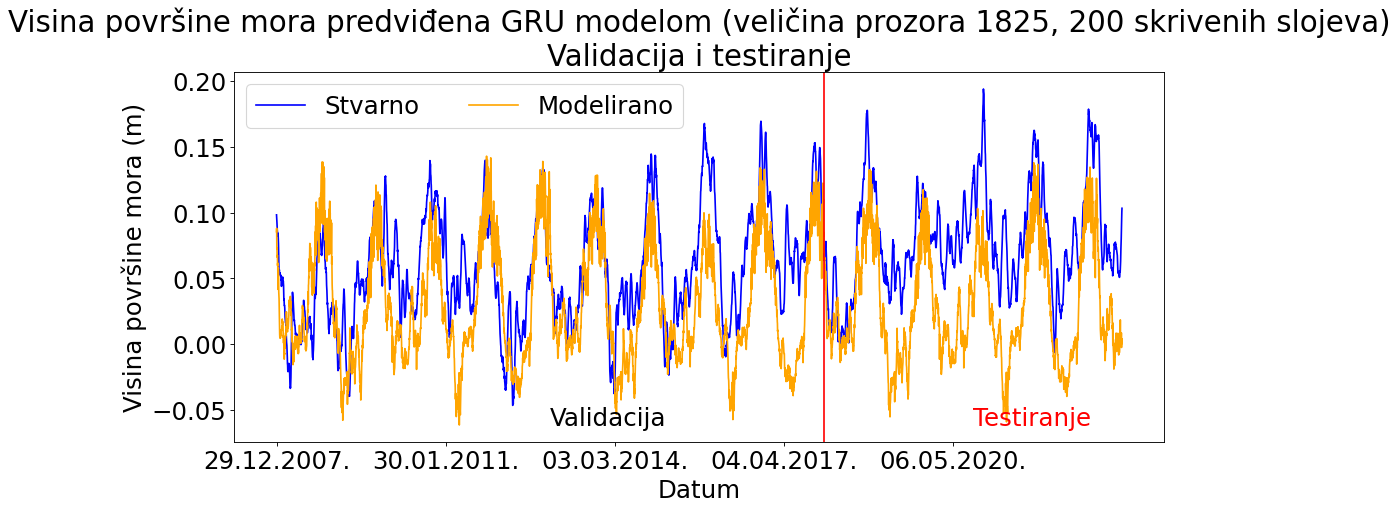 Visina površine mora predviđena GRU modelom (veličina prozora 1825, 200 skrivenih slojeva)
Validacija i testiranje
Stvarno
Modelirano
Visina površine mora (m)
0.20
0.15
0.10
0.05
0.00
−0.05
Validacija
Testiranje
29.12.2007.
30.01.2011.
03.03.2014.
04.04.2017.
06.05.2020.
Datum